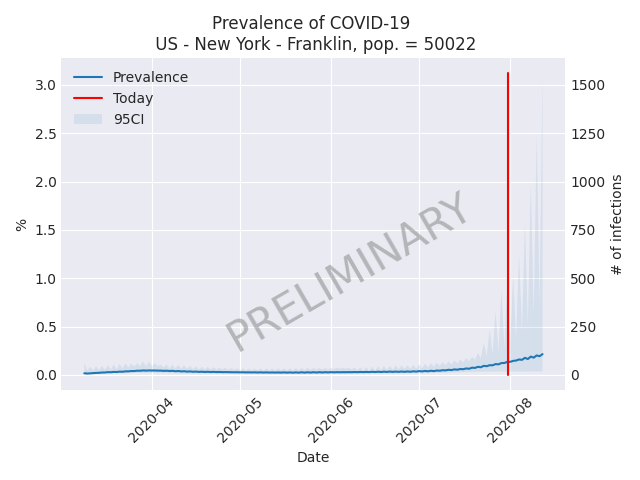 Prevalence of COVID-19
US - New York - Franklin, pop. = 50022
Prevalence
Today
95CI
3.0
2.5
2.0
1.5
1.0
0.5
0.0
%
1500
1250
1000
750
500
250
0
# of infections
PRELIMINARY
2020-04
2020-05
2020-06
2020-07
2020-08
Date